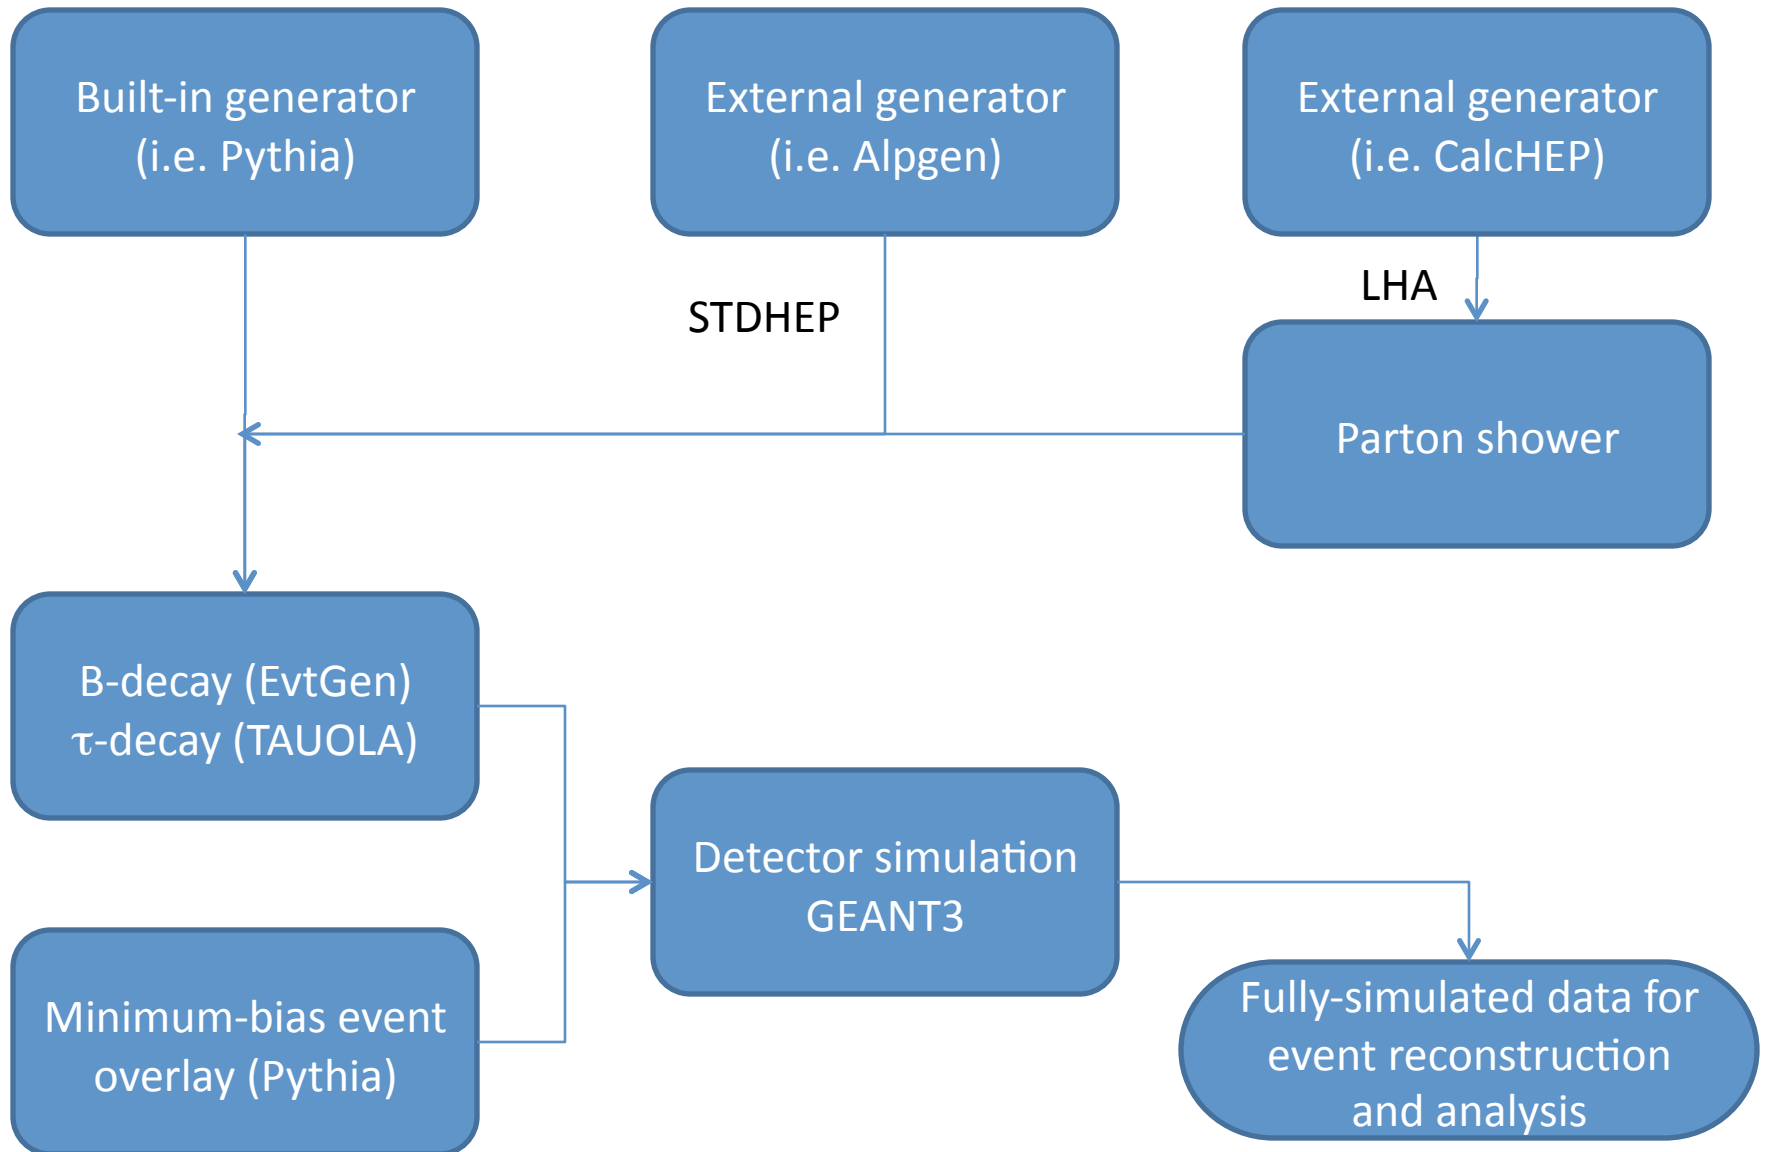 Built-in generator
(i.e. Pythia)
External generator
(i.e. Alpgen)
External generator
(i.e. CalcHEP)
LHA
STDHEP
Parton shower
B-decay (EvtGen)
τ-decay (TAUOLA)
Detector simulation
GEANT3
Minimum-bias event
overlay (Pythia)
Fully-simulated data for
event reconstruction
and analysis